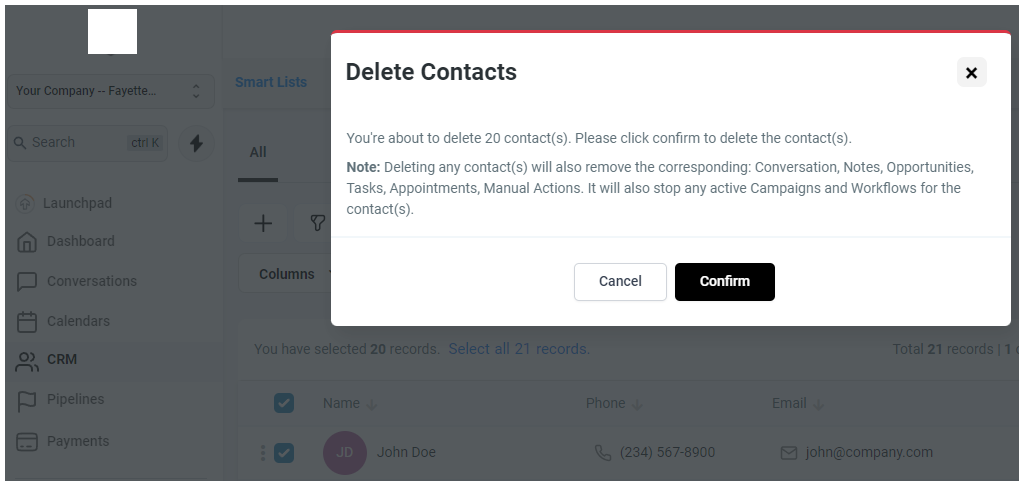 Your Company -- Fayette...
Search ctrl K
Launchpad
Dashboard
Conversations
Calendars
CRM
Pipelines
Payments
Smart Lists
All
Columns
Delete Contacts
You're about to delete 20 contact(s). Please click confirm to delete the contact(s).
Note: Deleting any contact(s) will also remove the corresponding: Conversation, Notes, Opportunities,
Tasks, Appointments, Manual Actions. It will also stop any active Campaigns and Workflows for the
contact(s).
Cancel Confirm
You have selected 20 records. Select all 21 records. Total 21 records | 1
Name Phone Email
JD John Doe (234) 567-8900 john@company.com